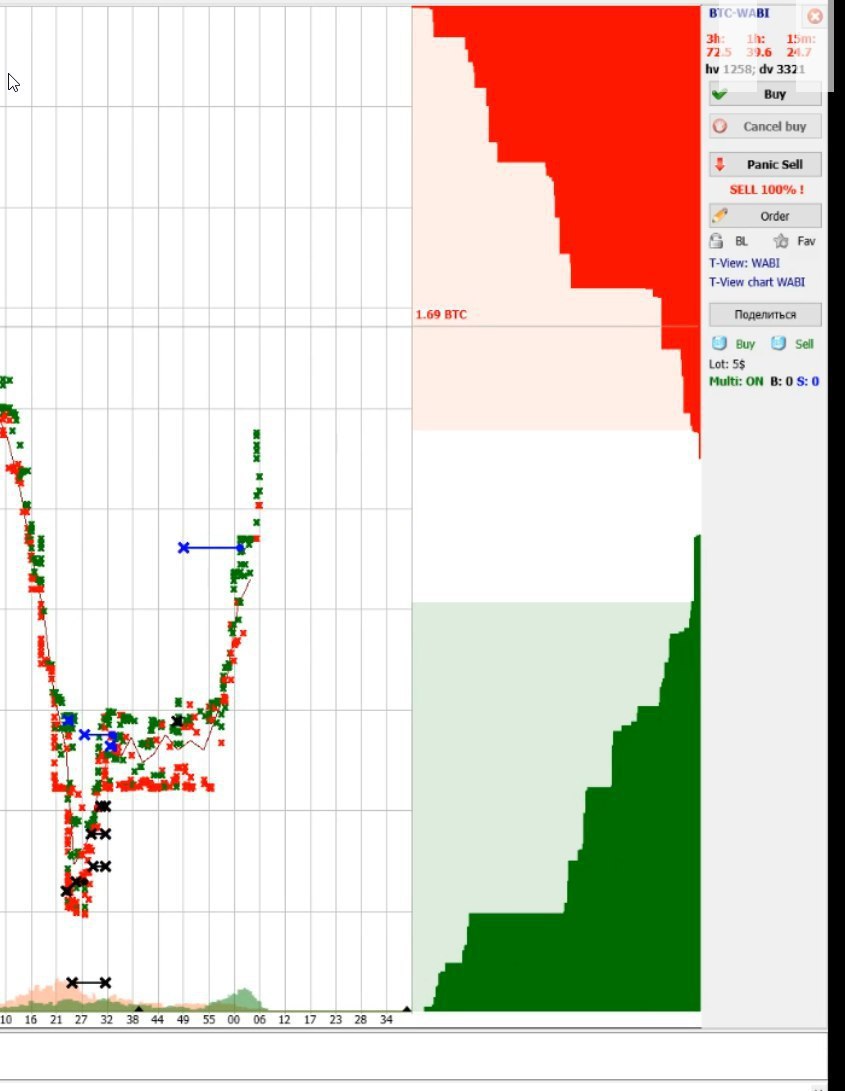 BTC-WABI
3h: 1h: 15m:
72.5 39.6 24.7
hv 1258; dv 3321
Buy
Cancel buy
Panic Sell
SELL 100% !
Order
BL Fav
T-View: WABI
T-View chart WABI
1.69 BTC
Поделиться
Buy Sell
Lot: 5$
Multi: ON B: 0 S: 0
10 16 21 27 32 38 44 49 55 00 06 12 17 23 28 34